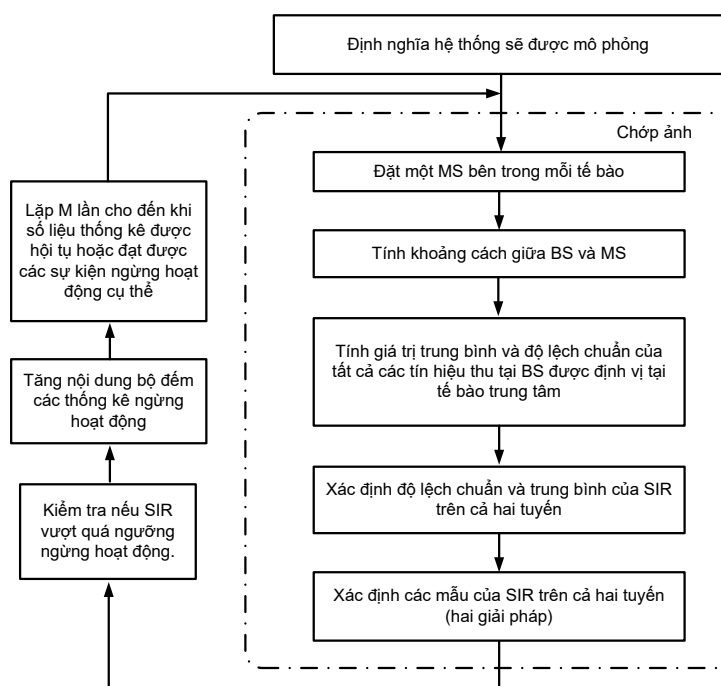 Định nghĩa hệ thống sẽ được mô phỏng
Chớp ảnh
Đặt một MS bên trong mỗi tế bào
Tính khoảng cách giữa BS và MS
Tính giá trị trung bình và độ lệch chuẩn của
tất cả các tín hiệu thu tại BS được định vị tại
tế bào trung tâm
Xác định độ lệch chuẩn và trung bình của SIR
trên cả hai tuyến
Xác định các mẫu của SIR trên cả hai tuyến
(hai giải pháp)
Kiểm tra nếu SIR
vượt quá ngưỡng
ngừng hoạt động.
Tăng nội dung bộ đếm
các thống kê ngừng
hoạt động
Lặp M lần cho đến khi
số liệu thống kê được
hội tụ hoặc đạt được
các sự kiện ngừng hoạt
động cụ thể